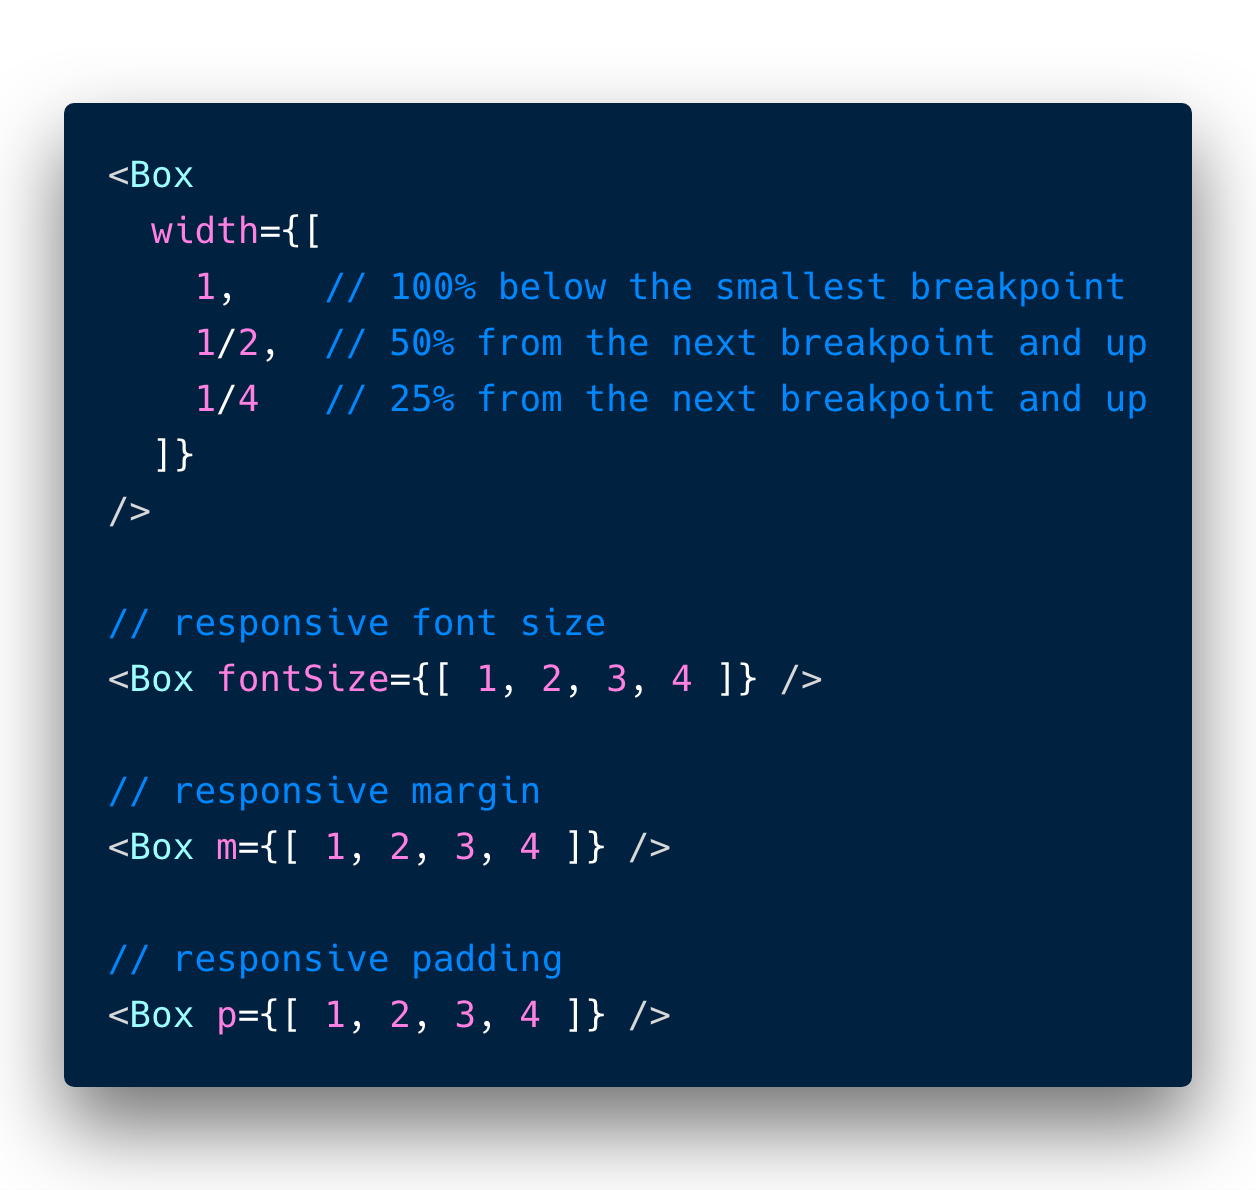 <Box
  width={[
    1,    // 100% below the smallest breakpoint
    1/2,  // 50% from the next breakpoint and up
    1/4   // 25% from the next breakpoint and up
  ]}
/>

// responsive font size
<Box fontSize={[ 1, 2, 3, 4 ]} />

// responsive margin
<Box m={[ 1, 2, 3, 4 ]} />

// responsive padding
<Box p={[ 1, 2, 3, 4 ]} />